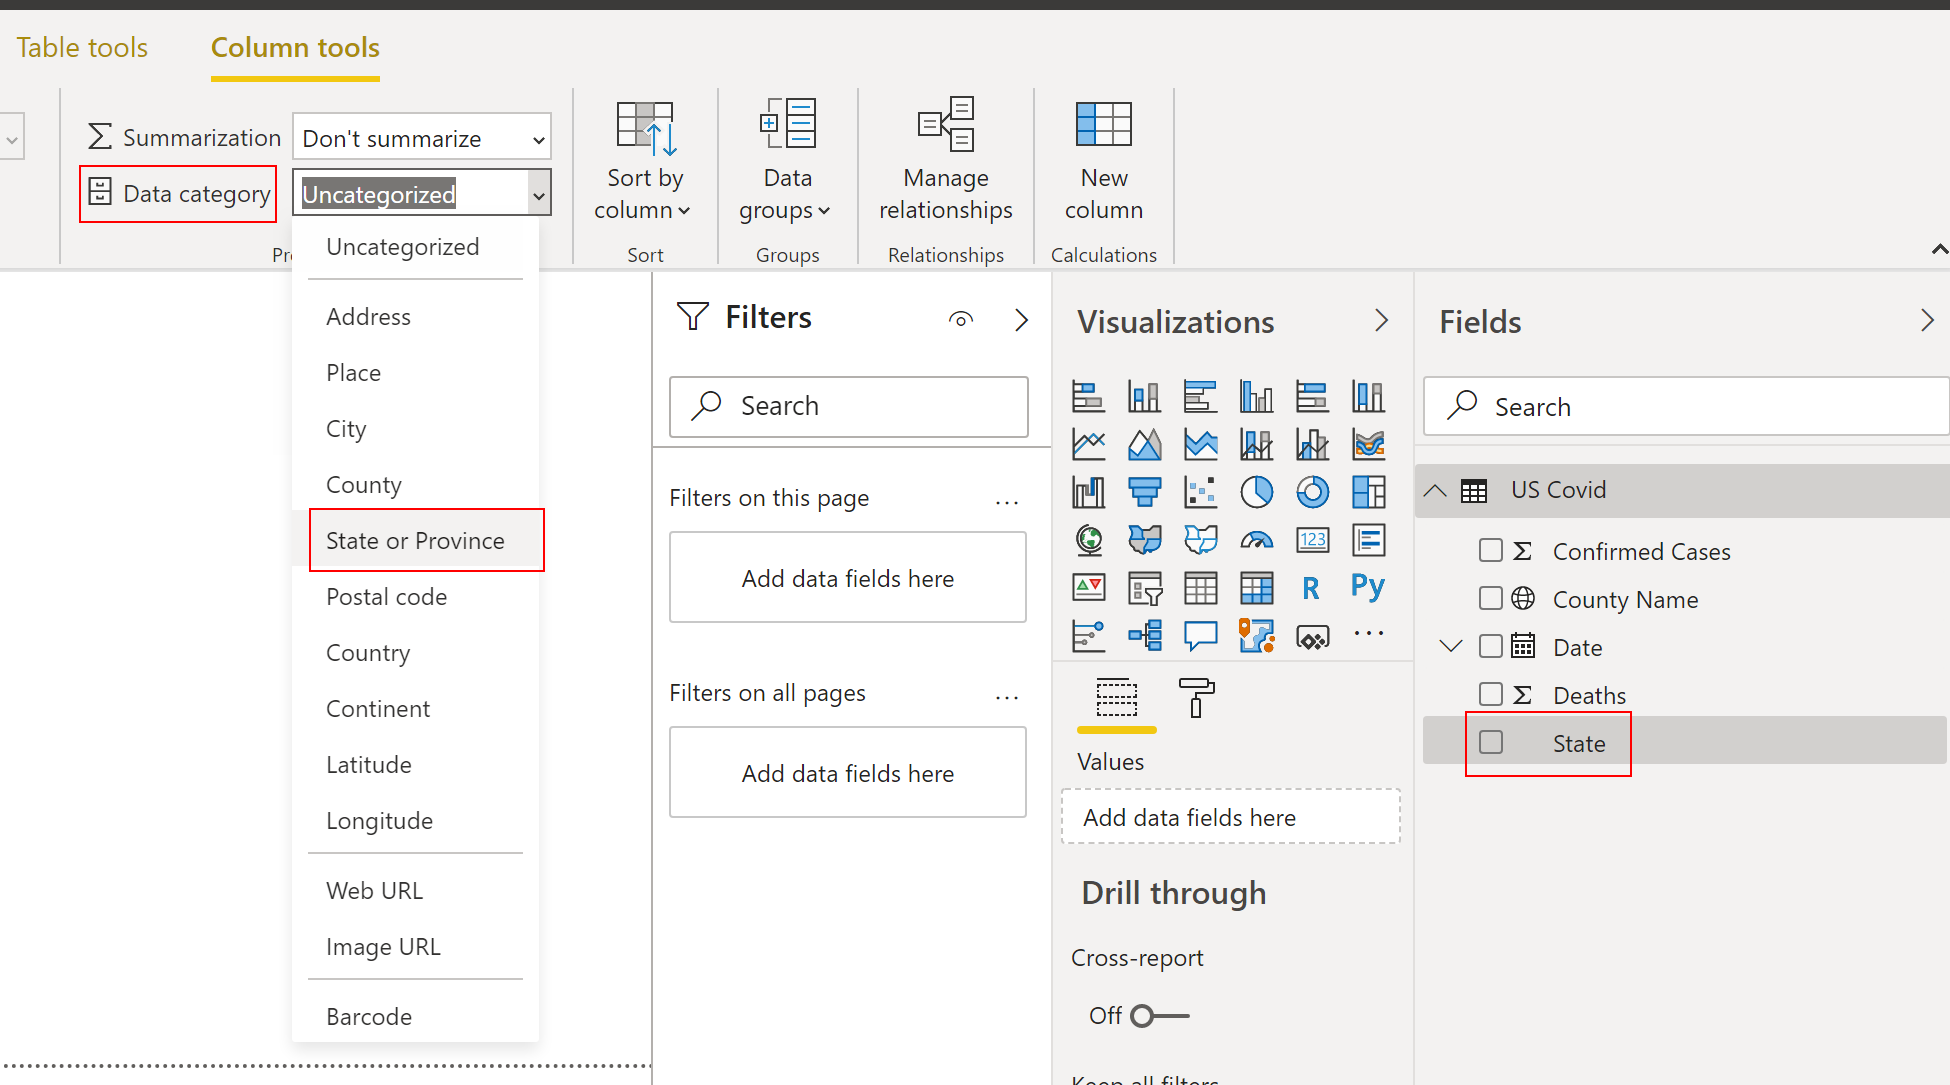 Table tools
Column tools
Summarization
Don't summarize
Data category
Uncategorized
Sort by
column
Sort
Data
groups
Groups
Manage
relationships
Relationships
New
column
Calculations
Pr
Uncategorized
Address
Place
City
County
State or Province
Postal code
Country
Continent
Latitude
Longitude
Web URL
Image URL
Barcode
Filters
Search
Filters on this page
...
Add data fields here
Filters on all pages
...
Add data fields here
Visualizations
123
R
Py
...
Values
Add data fields here
Drill through
Cross-report
Off
Keep all filters
Fields
Search
US Covid
Confirmed Cases
County Name
Date
Deaths
State